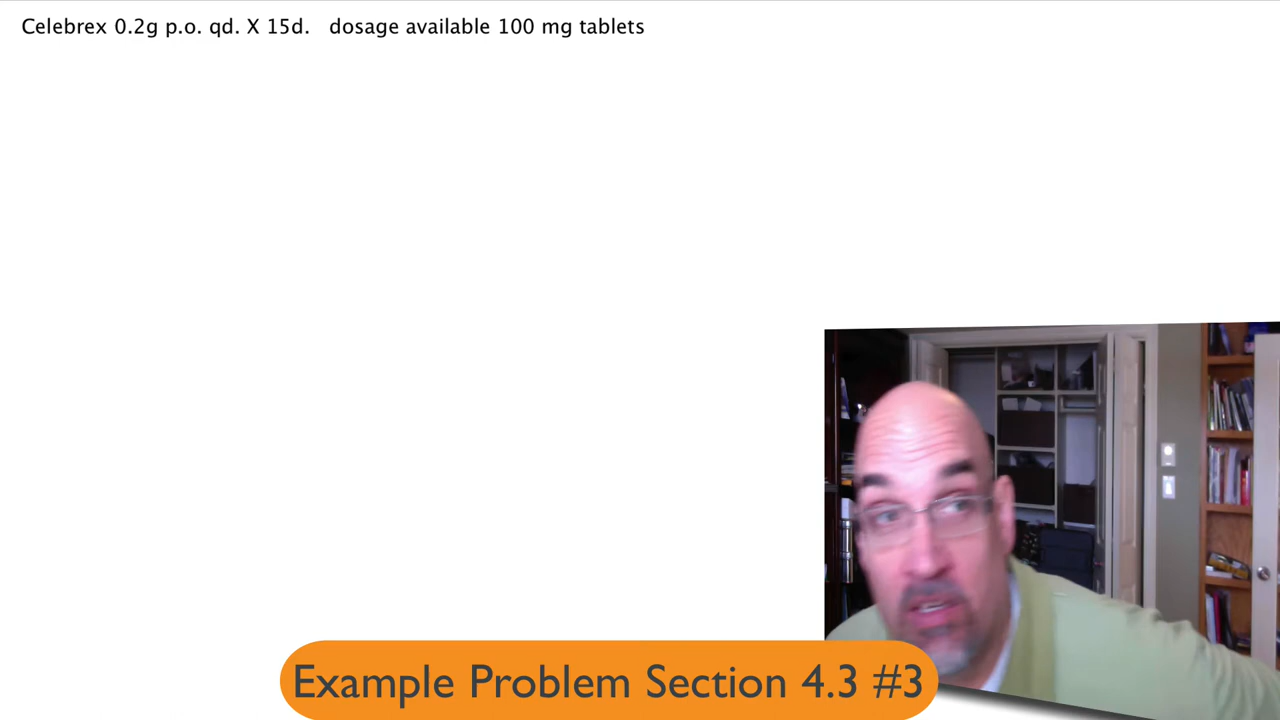 Celebrex 0.2g p.o. qd. X 15d.   dosage available 100 mg tablets
Example Problem Section 4.3 #3